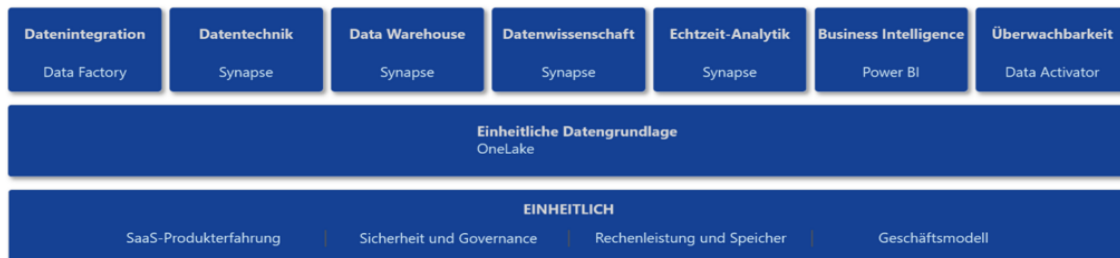 Datenintegration Datentechnik Data Warehouse Datenwissenschaft Echtzeit-Analytik Business Intelligence Überwachbarkeit
Data Factory Synapse Synapse Synapse Synapse Power BI Data Activator
Einheitliche Datengrundlage
OneLake
EINHEITLICH
SaaS-Produkterfahrung | Sicherheit und Governance | Rechenleistung und Speicher | Geschäftsmodell